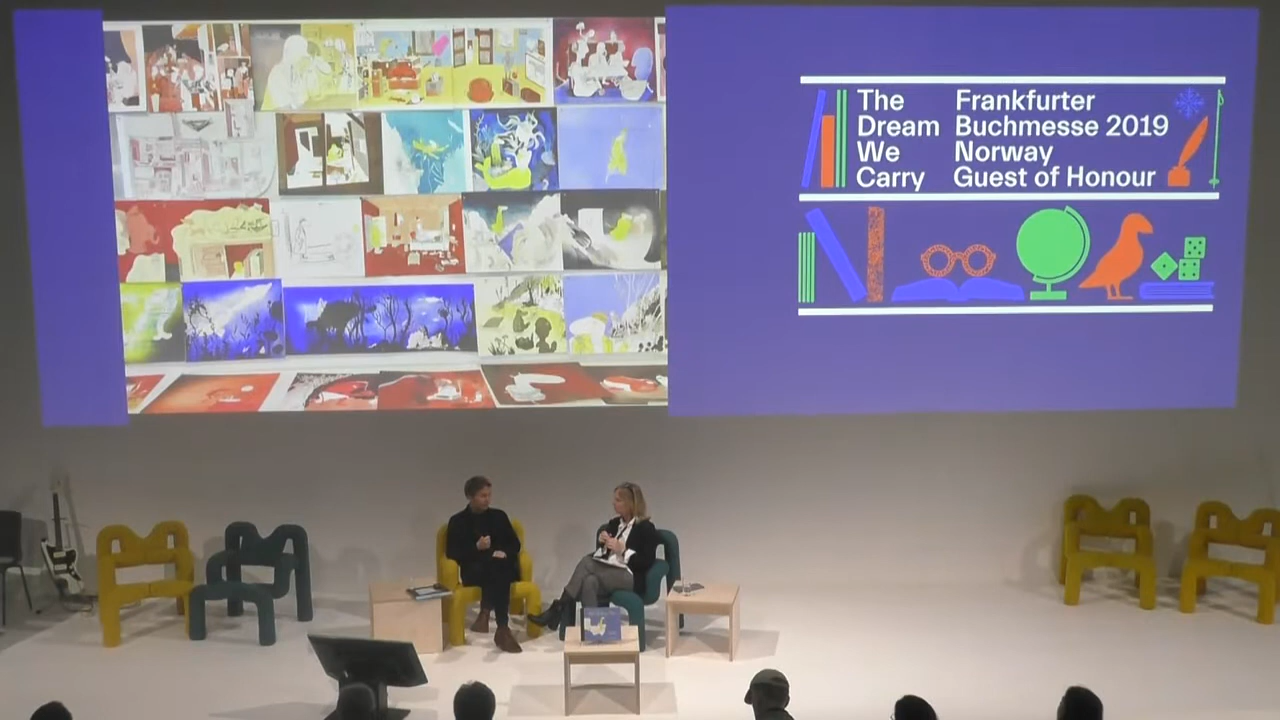 The
Dream
We
Carry
Frankfurter
Buchmesse 2019
Norway
Guest of Honour